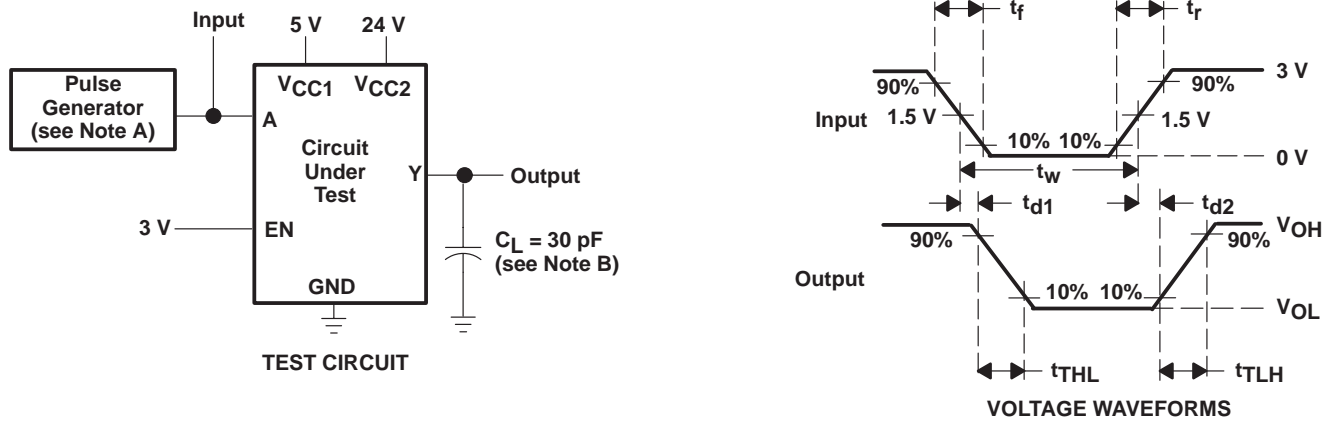 Input
5 V
24 V
Pulse
Generator
(see Note A)
VCC1
VCC2
A
Circuit
Under
Test
Y
Output
3 V
EN
CL = 30 pF
(see Note B)
GND
TEST CIRCUIT
tf
tr
3 V
90%
90%
Input
1.5 V
1.5 V
10%
10%
0 V
tw
td1
td2
VOH
90%
90%
Output
10%
10%
VOL
tTHL
tTLH
VOLTAGE WAVEFORMS